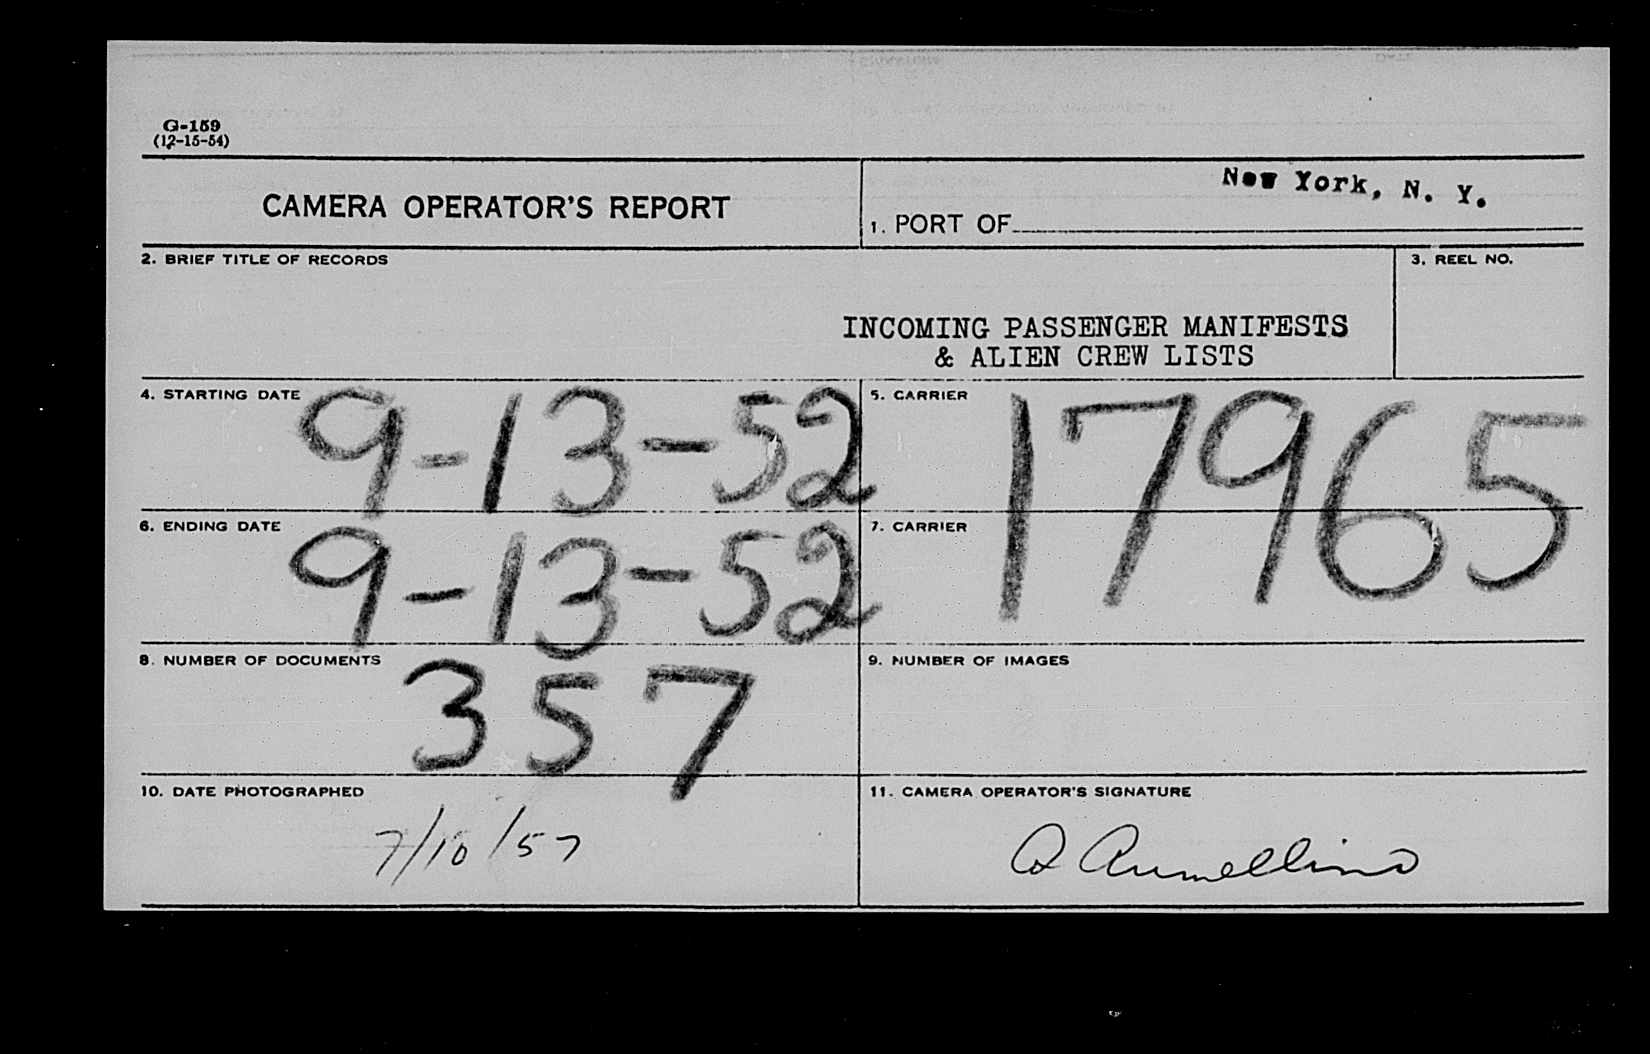 G-159
(12-15-54)
CAMERA OPERATOR'S REPORT
New York, N. Y.
1. PORT OF
2. BRIEF TITLE OF RECORDS
3. REEL NO.
INCOMING PASSENGER MANIFESTS
& ALIEN CREW LISTS
4. STARTING DATE 9-13-52
5. CARRIER
17965
6. ENDING DATE 9-13-52
7. CARRIER
8. NUMBER OF DOCUMENTS 357
9. NUMBER OF IMAGES
10. DATE PHOTOGRAPHED
7/10/57
11. CAMERA OPERATOR'S SIGNATURE